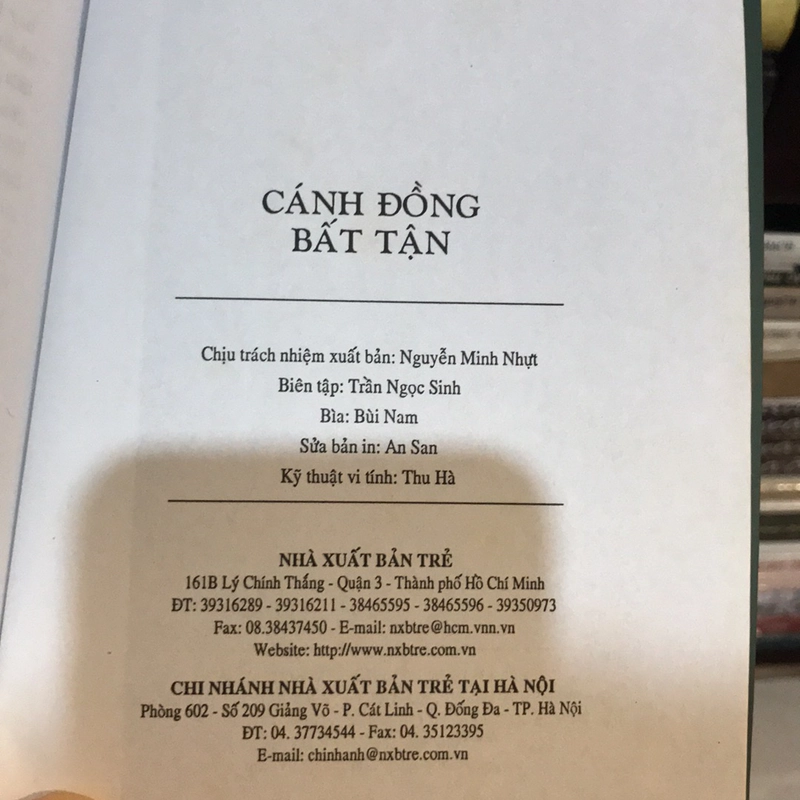 CÁNH ĐỒNG
BẤT TẬN
Chịu trách nhiệm xuất bản: Nguyễn Minh Nhựt
Biên tập: Trần Ngọc Sinh
Bìa: Bùi Nam
Sửa bản in: An San
Kỹ thuật vi tính: Thu Hà
NHÀ XUẤT BẢN TRẺ
161B Lý Chính Thắng - Quận 3 - Thành phố Hồ Chí Minh
ĐT: 39316289 - 39316211 - 38465595 - 38465596 - 39350973
Fax: 08.38437450 - E-mail: nxbtre@hcm.vnn.vn
Website: http://www.nxbtre.com.vn
CHI NHÁNH NHÀ XUẤT BẢN TRẺ TẠI HÀ NỘI
Phòng 602 - Số 209 Giảng Võ - P. Cát Linh - Q. Đống Đa - TP. Hà Nội
ĐT: 04. 37734544 - Fax: 04. 35123395
E-mail: chinhanh@nxbtre.com.vn